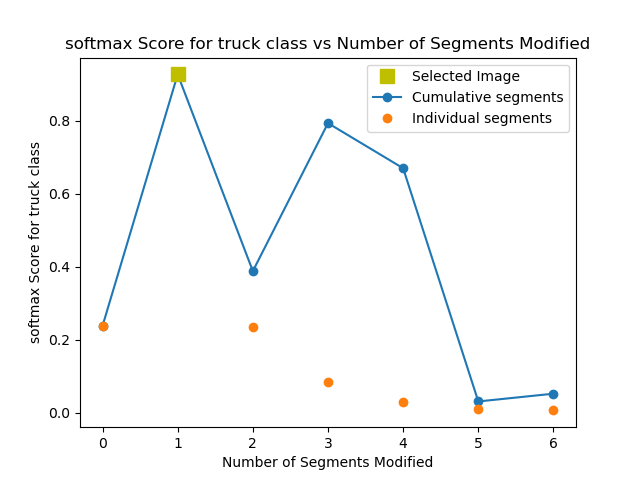 softmax Score for truck class vs Number of Segments Modified
Selected Image
Cumulative segments
Individual segments
softmax Score for truck class
0.8
0.6
0.4
0.2
0.0
0 1 2 3 4 5 6
Number of Segments Modified